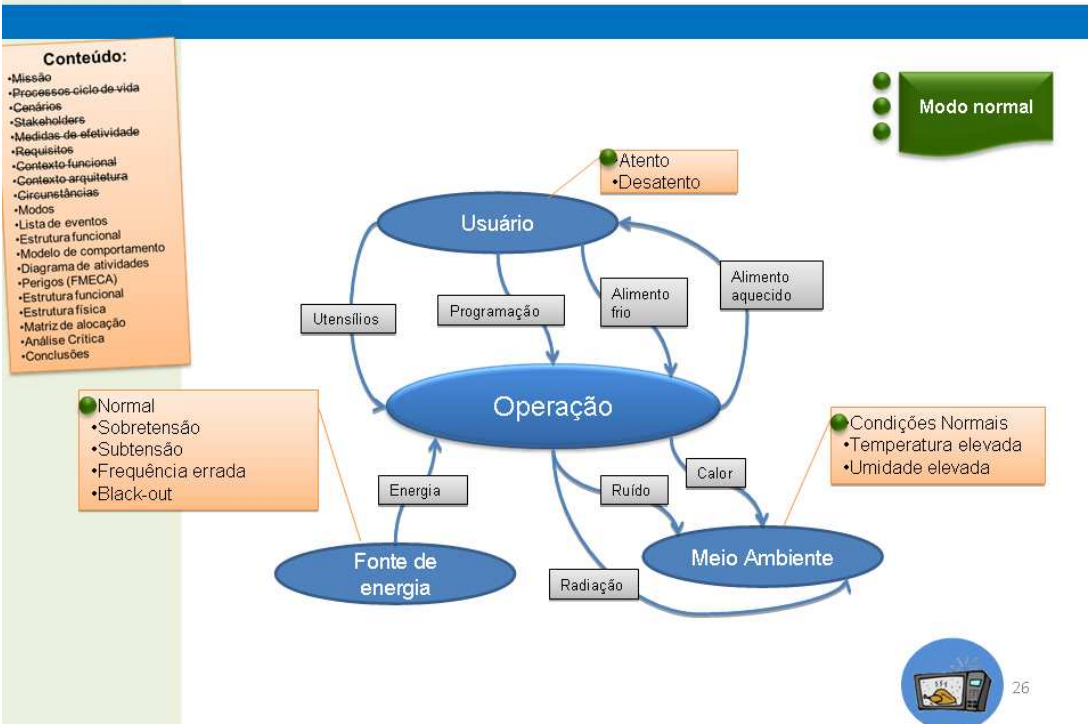 Conteúdo:
•Missão
•Processos ciclo de vida
•Cenários
•Stakeholders
•Medidas de efetividade
•Requisitos
•Contexto funcional
•Contexto arquitetura
•Circunstâncias
•Modos
•Lista de eventos
•Estrutura funcional
•Modelo de comportamento
•Diagrama de atividades
•Perigos (FMECA)
•Estrutura funcional
•Estrutura física
•Matriz de alocação
•Análise Crítica
•Conclusões
Modo normal
Atento
•Desatento
Usuário
Utensílios
Programação
Alimento
frio
Alimento
aquecido
Operação
Normal
•Sobretensão
•Subtensão
•Frequência errada
•Black-out
Condições Normais
•Temperatura elevada
•Umidade elevada
Energia
Ruído
Calor
Fonte de
energia
Meio Ambiente
Radiação
26